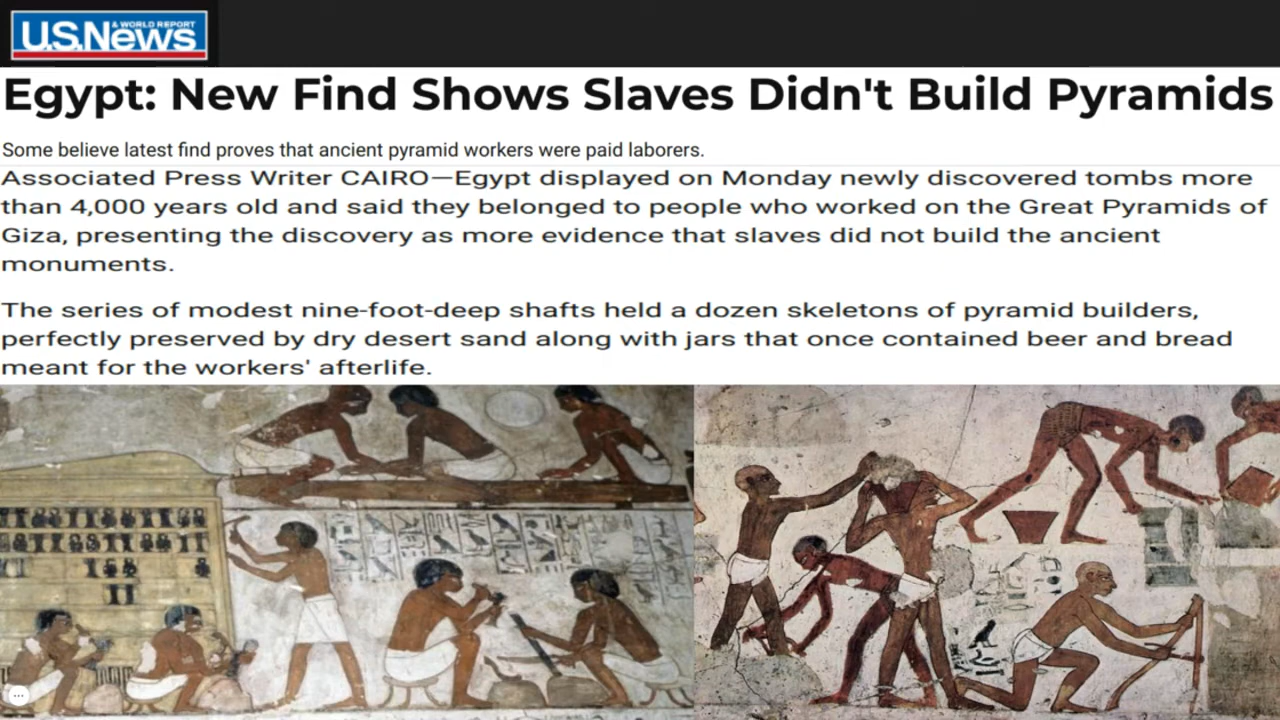 U.S.News
& WORLD REPORT
Egypt: New Find Shows Slaves Didn't Build Pyramids
Some believe latest find proves that ancient pyramid workers were paid laborers.
Associated Press Writer CAIRO—Egypt displayed on Monday newly discovered tombs more
than 4,000 years old and said they belonged to people who worked on the Great Pyramids of
Giza, presenting the discovery as more evidence that slaves did not build the ancient
monuments.
The series of modest nine-foot-deep shafts held a dozen skeletons of pyramid builders,
perfectly preserved by dry desert sand along with jars that once contained beer and bread
meant for the workers' afterlife.